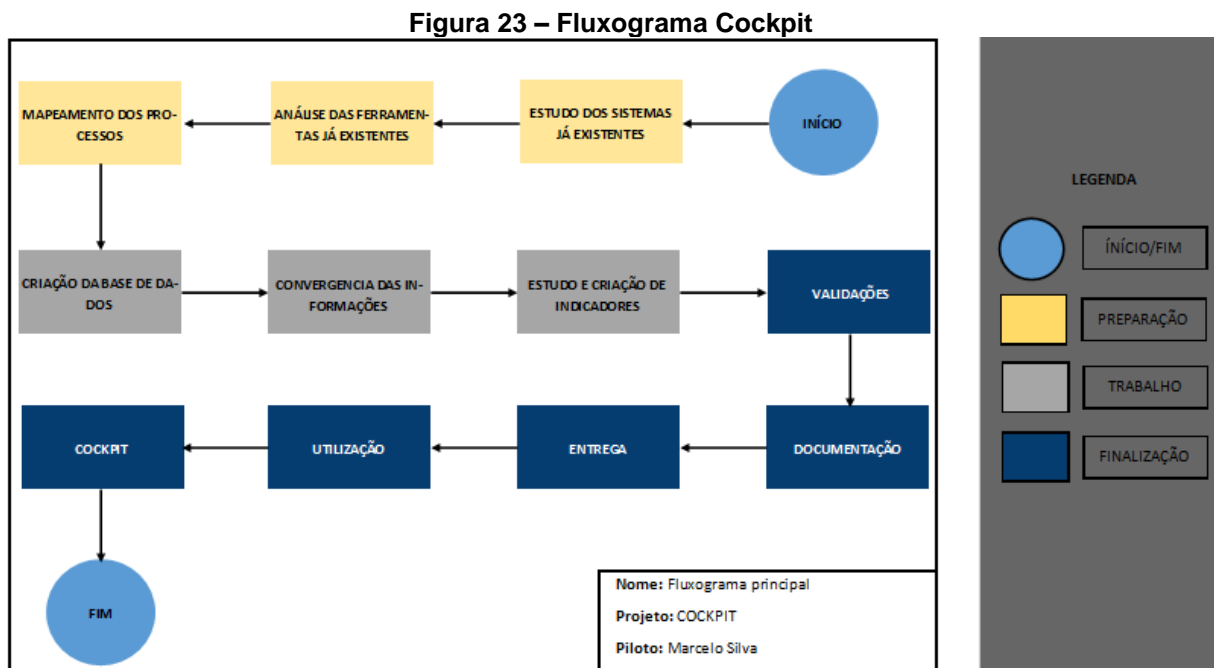 Figura 23 – Fluxograma Cockpit
MAPEAMENTO DOS PRO-
CESSOS
ANÁLISE DAS FERRAMEN-
TAS JÁ EXISTENTES
ESTUDO DOS SISTEMAS
JÁ EXISTENTES
INÍCIO
CRIAÇÃO DA BASE DE DA-
DOS
CONVERGENCIA DAS IN-
FORMAÇÕES
ESTUDO E CRIAÇÃO DE
INDICADORES
VALIDAÇÕES
COCKPIT
UTILIZAÇÃO
ENTREGA
DOCUMENTAÇÃO
FIM
Nome: Fluxograma principal
Projeto: COCKPIT
Piloto: Marcelo Silva
LEGENDA
ÍNÍCIO/FIM
PREPARAÇÃO
TRABALHO
FINALIZAÇÃO